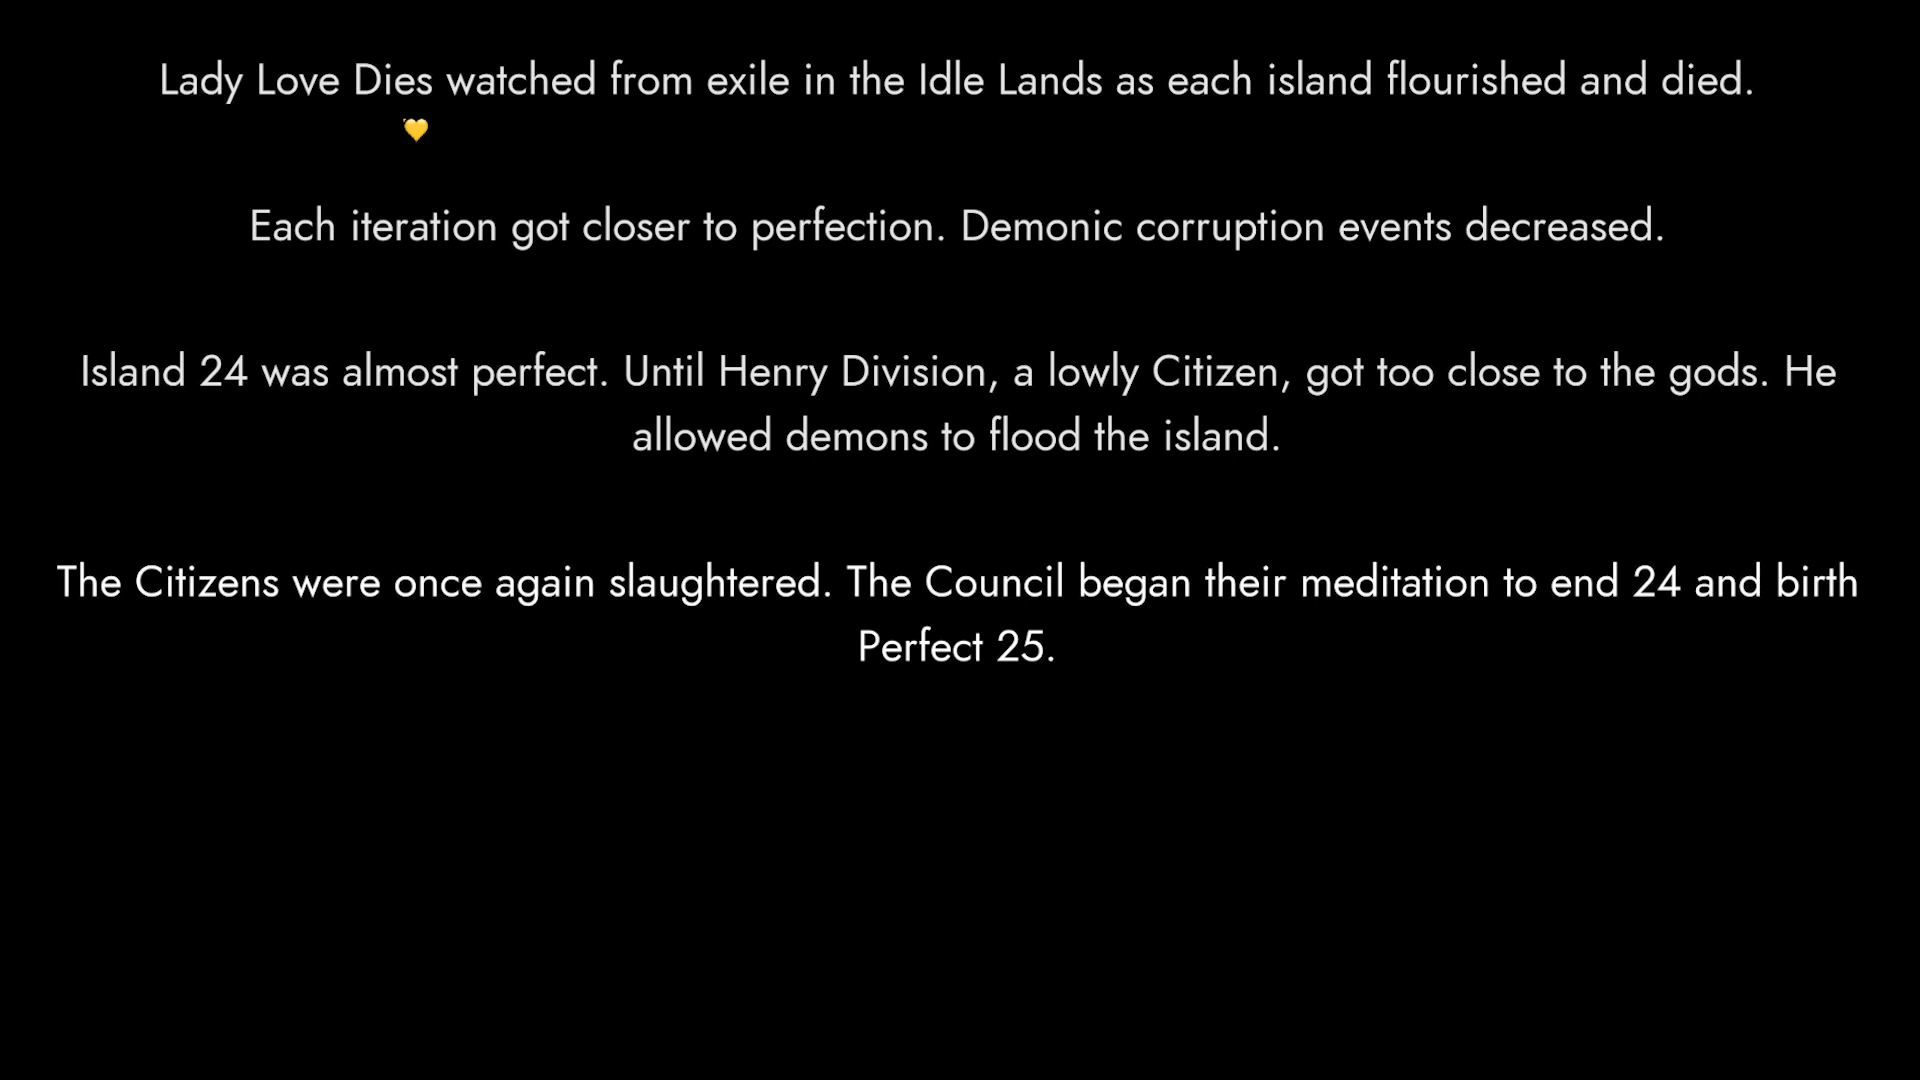 Lady Love Dies watched from exile in the Idle Lands as each island flourished and died.
Each iteration got closer to perfection. Demonic corruption events decreased.
Island 24 was almost perfect. Until Henry Division, a lowly Citizen, got too close to the gods. He
allowed demons to flood the island.
The Citizens were once again slaughtered. The Council began their meditation to end 24 and birth
Perfect 25.